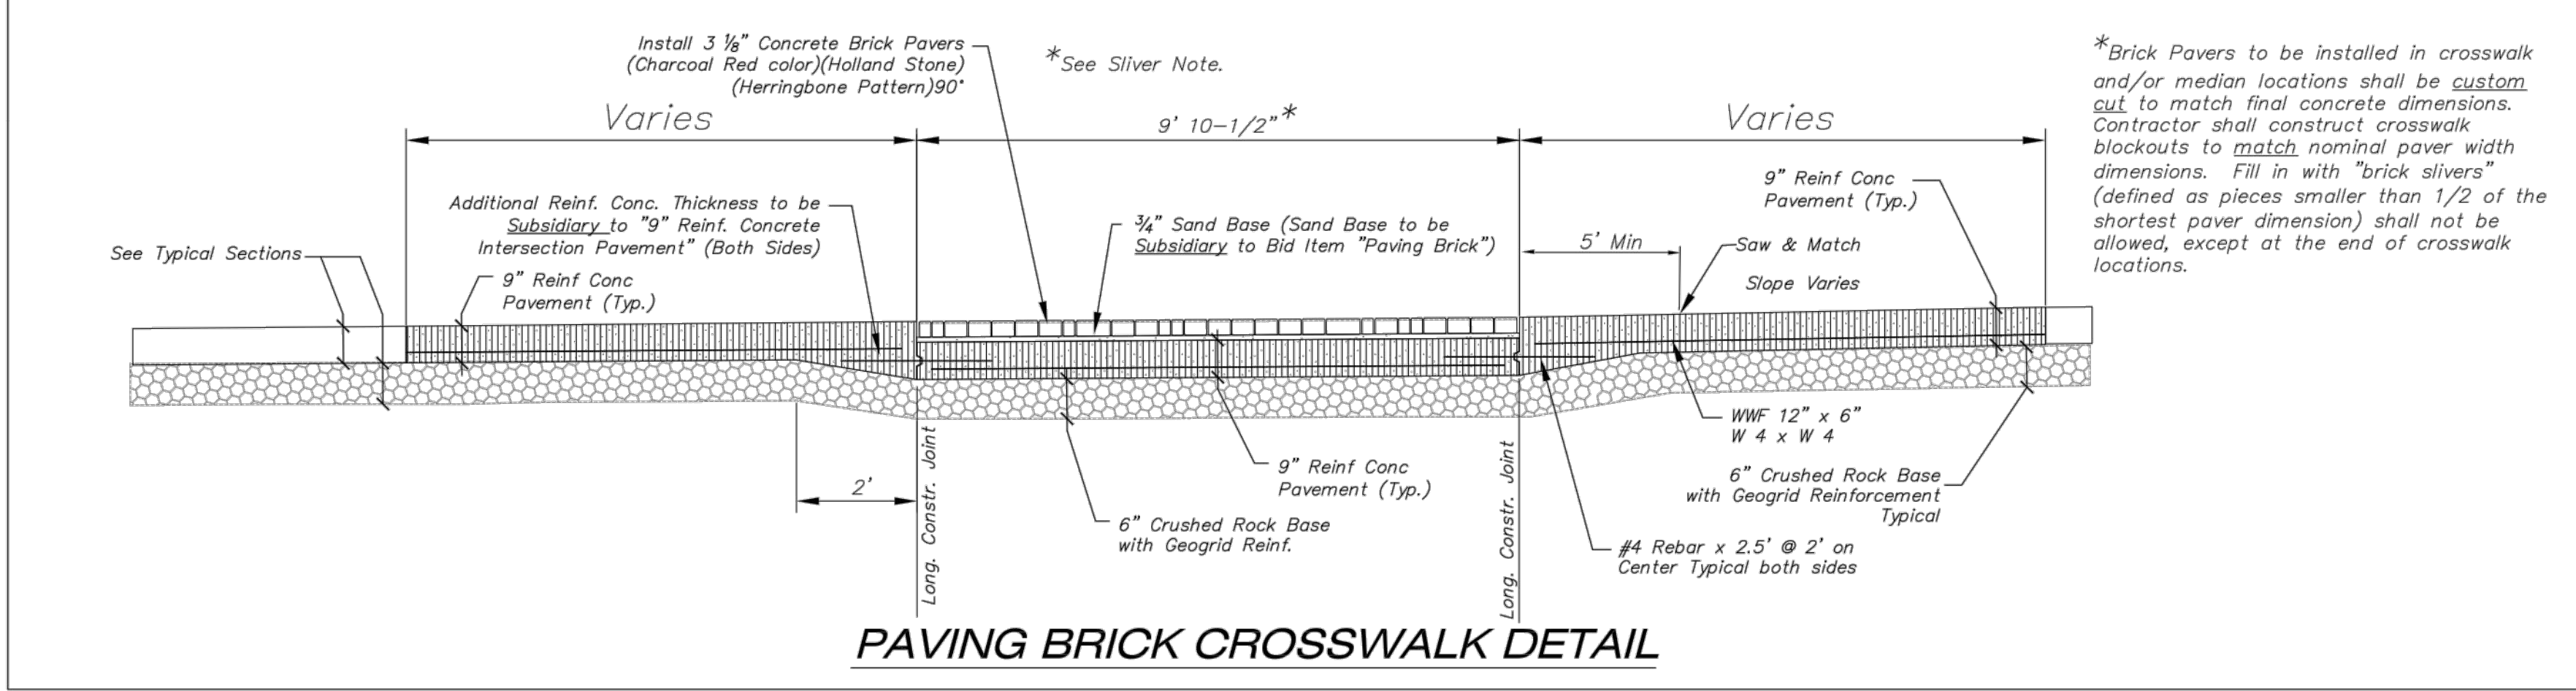 Install 3 ⅛" Concrete Brick Pavers
(Charcoal Red color)(Holland Stone)
(Herringbone Pattern)90°
*See Sliver Note.
Varies
9' 10-1/2"*
Varies
*Brick Pavers to be installed in crosswalk
and/or median locations shall be custom
cut to match final concrete dimensions.
Contractor shall construct crosswalk
blockouts to match nominal paver width
dimensions. Fill in with "brick slivers"
(defined as pieces smaller than 1/2 of the
shortest paver dimension) shall not be
allowed, except at the end of crosswalk
locations.
See Typical Sections
Additional Reinf. Conc. Thickness to be
Subsidiary to "9" Reinf. Concrete
Intersection Pavement" (Both Sides)
9" Reinf Conc
Pavement (Typ.)
¾" Sand Base (Sand Base to be
Subsidiary to Bid Item "Paving Brick")
5' Min
Saw & Match
Slope Varies
9" Reinf Conc
Pavement (Typ.)
2'
Long. Constr. Joint
6" Crushed Rock Base
with Geogrid Reinf.
9" Reinf Conc
Pavement (Typ.)
Long. Constr. Joint
WWF 12" x 6"
W 4 x W 4
6" Crushed Rock Base
with Geogrid Reinforcement
Typical
#4 Rebar x 2.5' @ 2' on
Center Typical both sides
PAVING BRICK CROSSWALK DETAIL